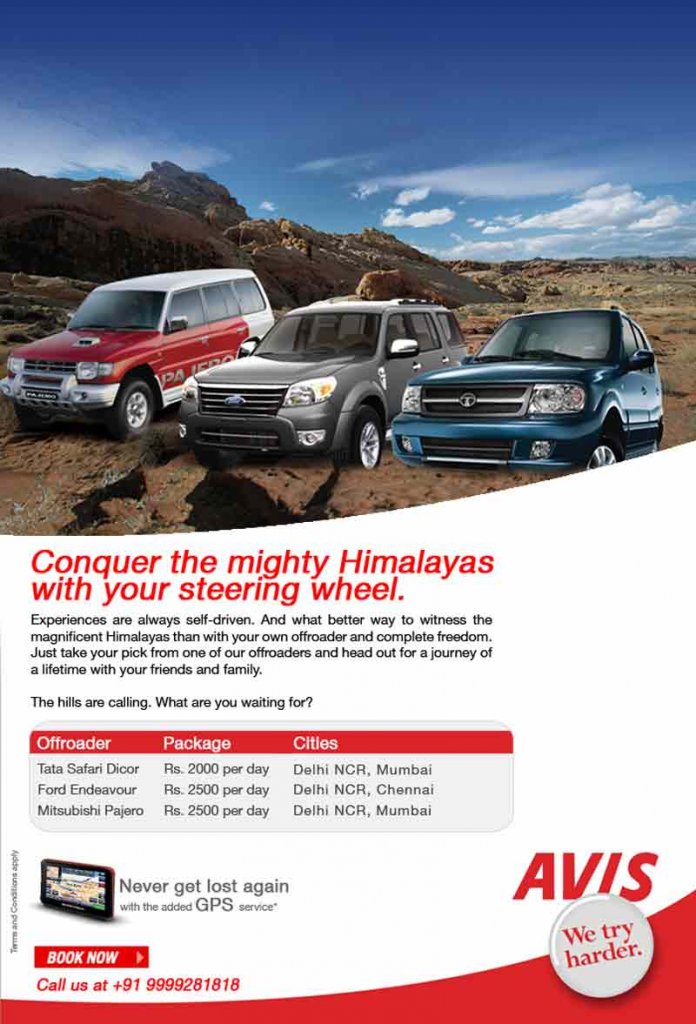 PAJERO
PAJERO
Ford
Conquer the mighty Himalayas
with your steering wheel.
Experiences are always self-driven. And what better way to witness the
magnificent Himalayas than with your own offroader and complete freedom.
Just take your pick from one of our offroaders and head out for a journey of
a lifetime with your friends and family.
The hills are calling. What are you waiting for?
Offroader Package Cities
Tata Safari Dicor Rs. 2000 per day Delhi NCR, Mumbai
Ford Endeavour Rs. 2500 per day Delhi NCR, Chennai
Mitsubishi Pajero Rs. 2500 per day Delhi NCR, Mumbai
Terms and Conditions apply
Never get lost again
with the added GPS service*
AVIS
We try
harder.
BOOK NOW
Call us at +91 9999281818